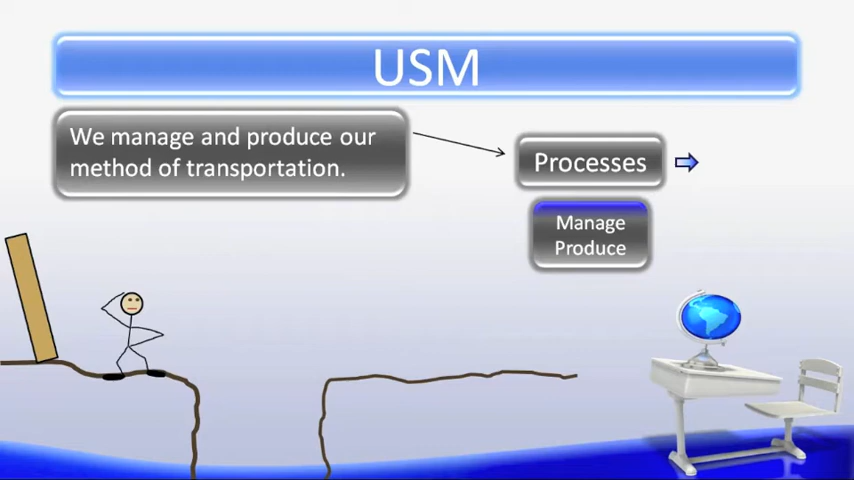 USM
We manage and produce our
method of transportation.
Processes
Manage
Produce